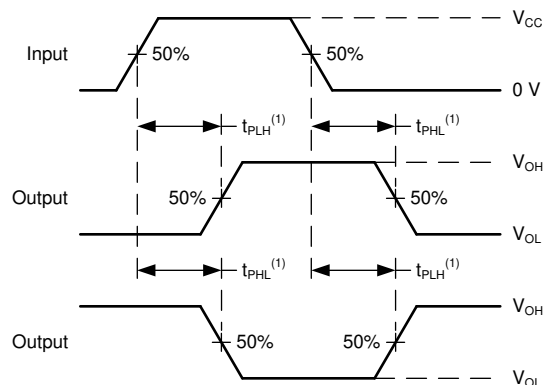 V_CC
Input 50% 50%
0 V
t_PLH^(1) t_PHL^(1)
V_OH
Output 50% 50%
V_OL
t_PHL^(1) t_PLH^(1)
V_OH
Output 50% 50%
V_OL